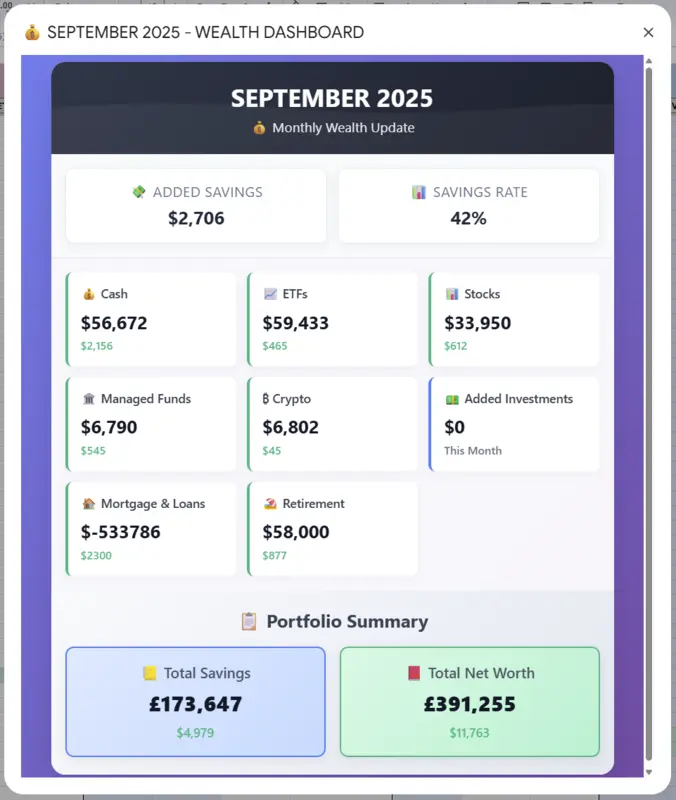 💰 SEPTEMBER 2025 - WEALTH DASHBOARD ×
SEPTEMBER 2025
💰 Monthly Wealth Update
💸 ADDED SAVINGS
$2,706
📊 SAVINGS RATE
42%
💰 Cash
$56,672
$2,156
📈 ETFs
$59,433
$465
📊 Stocks
$33,950
$612
🏛️ Managed Funds
$6,790
$545
₿ Crypto
$6,802
$45
💵 Added Investments
$0
This Month
🏠 Mortgage & Loans
$-533786
$2300
🏖️ Retirement
$58,000
$877
📋 Portfolio Summary
📒 Total Savings
£173,647
$4,979
📕 Total Net Worth
£391,255
$11,763